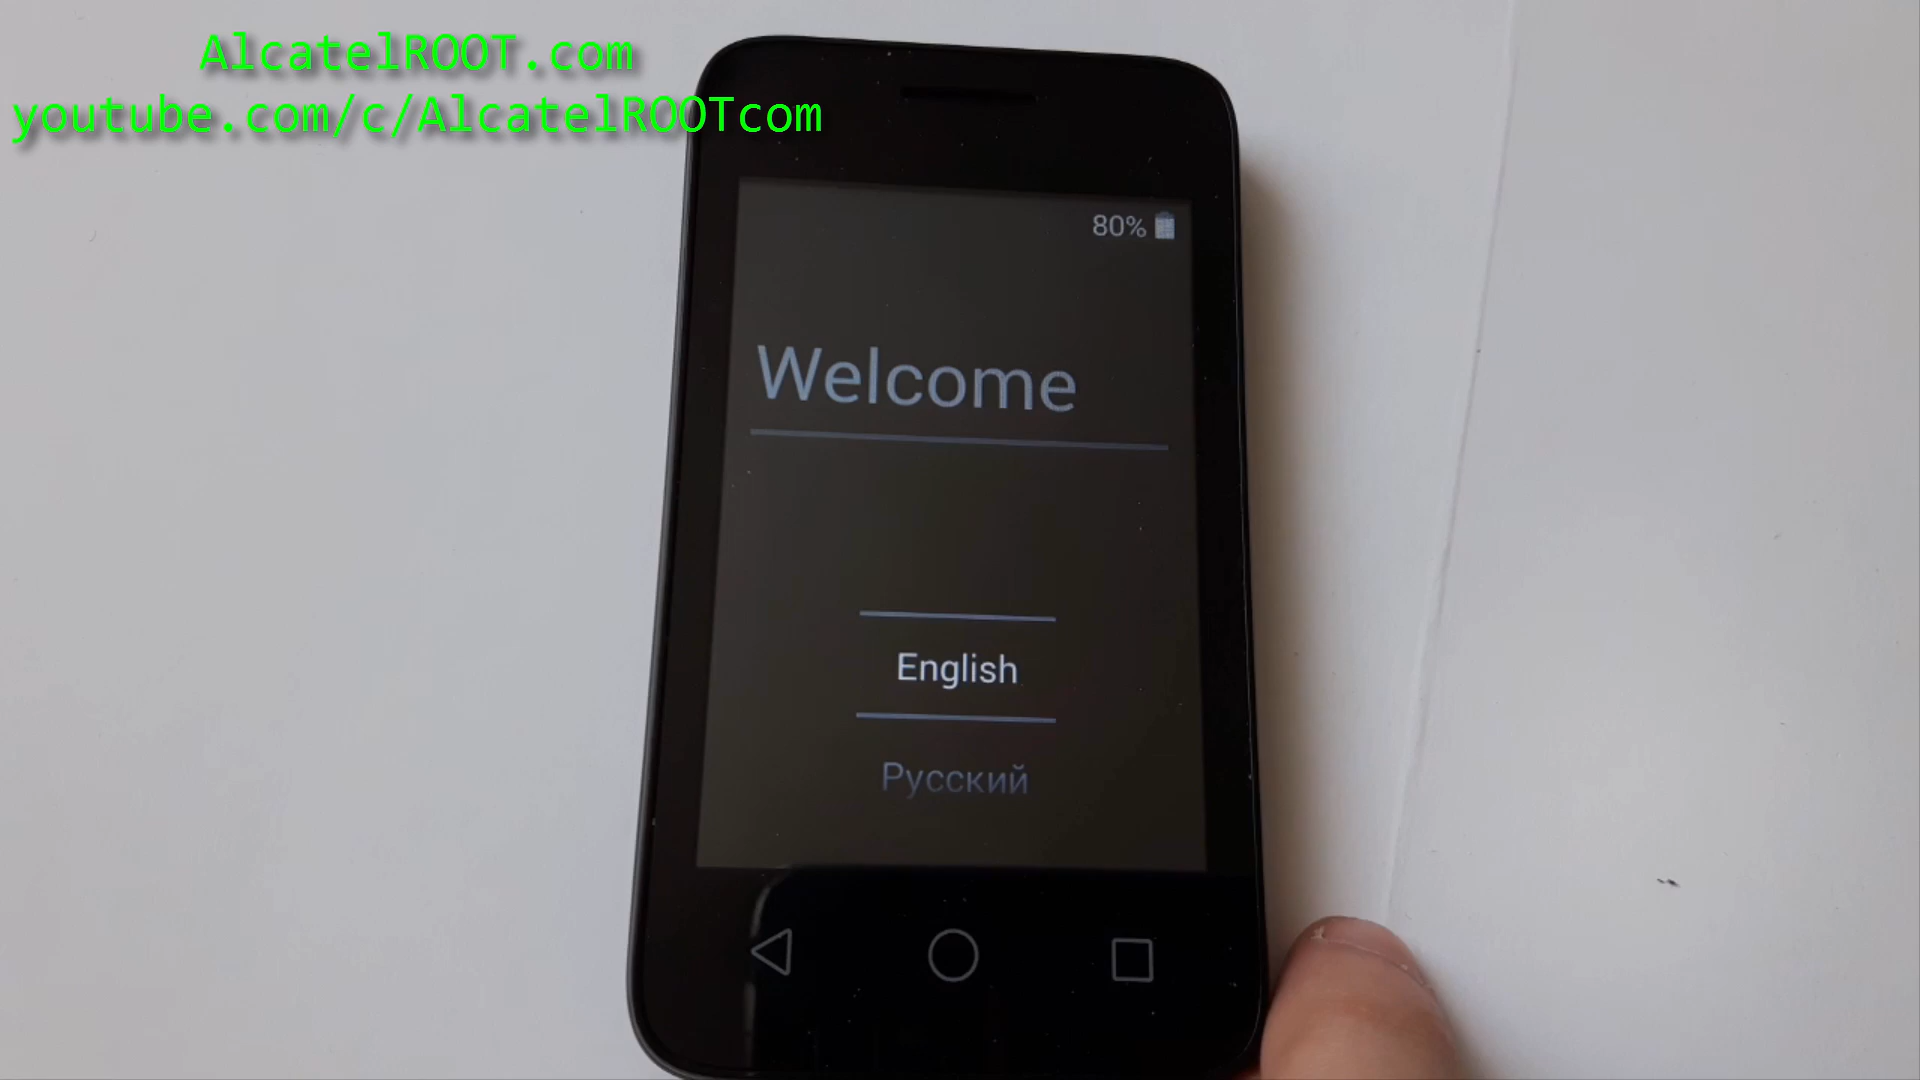 AlcatelROOT.com
youtube.com/c/AlcatelROOTcom
80%
Welcome
English
Русский